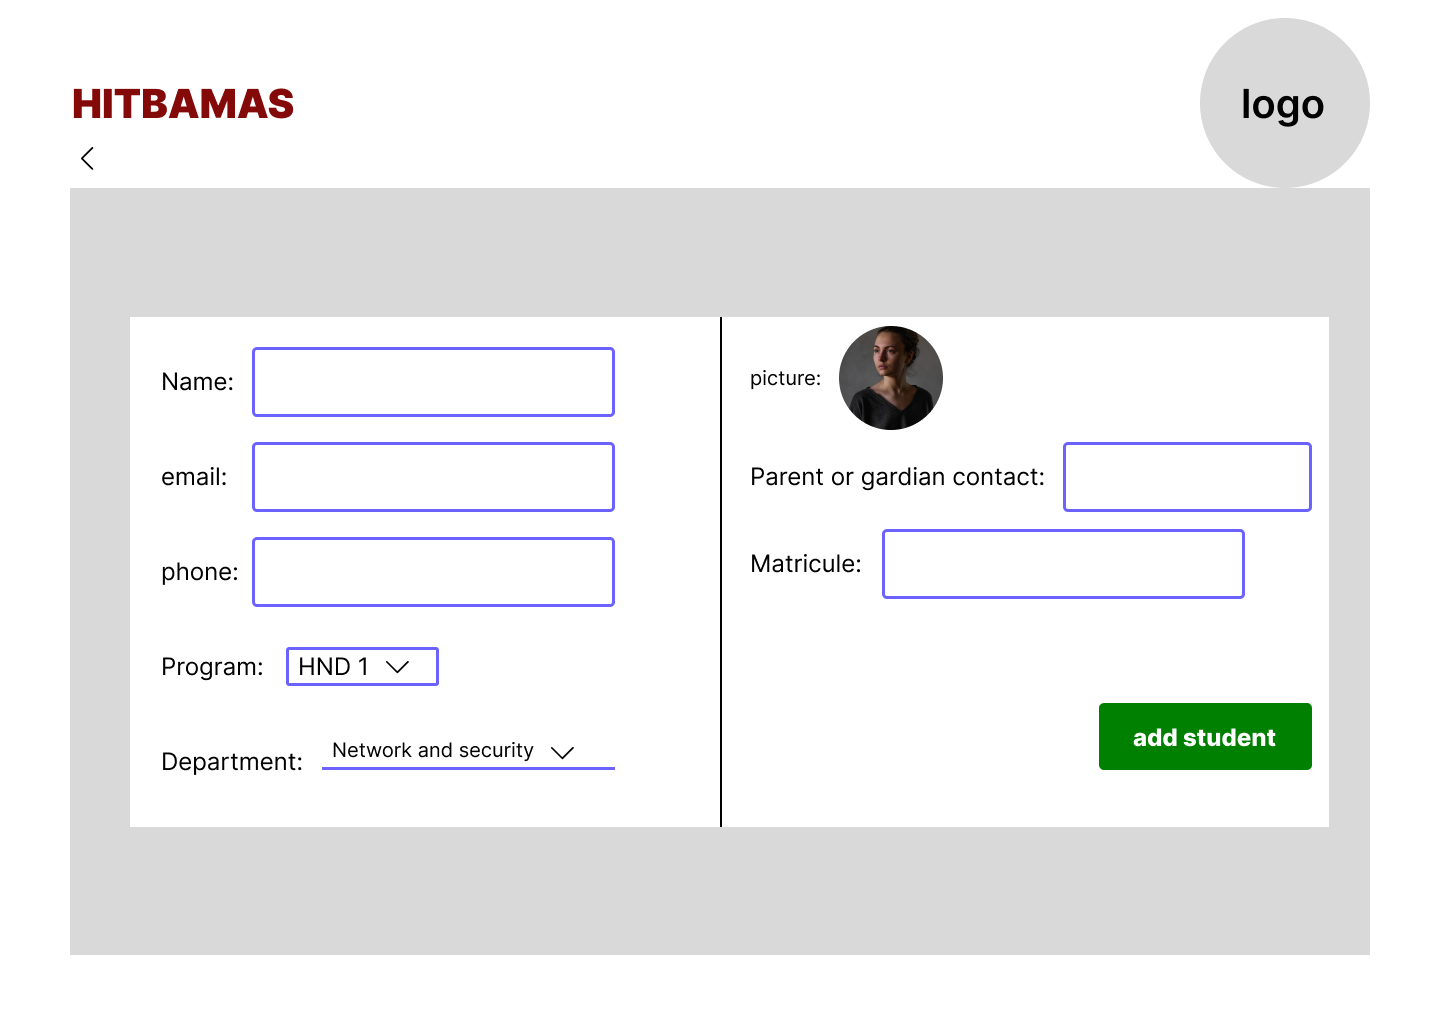 HITBAMAS
logo
Name:
email:
phone:
Program:
HND 1
Department:
Network and security
picture:
Parent or gardian contact:
Matricule:
add student